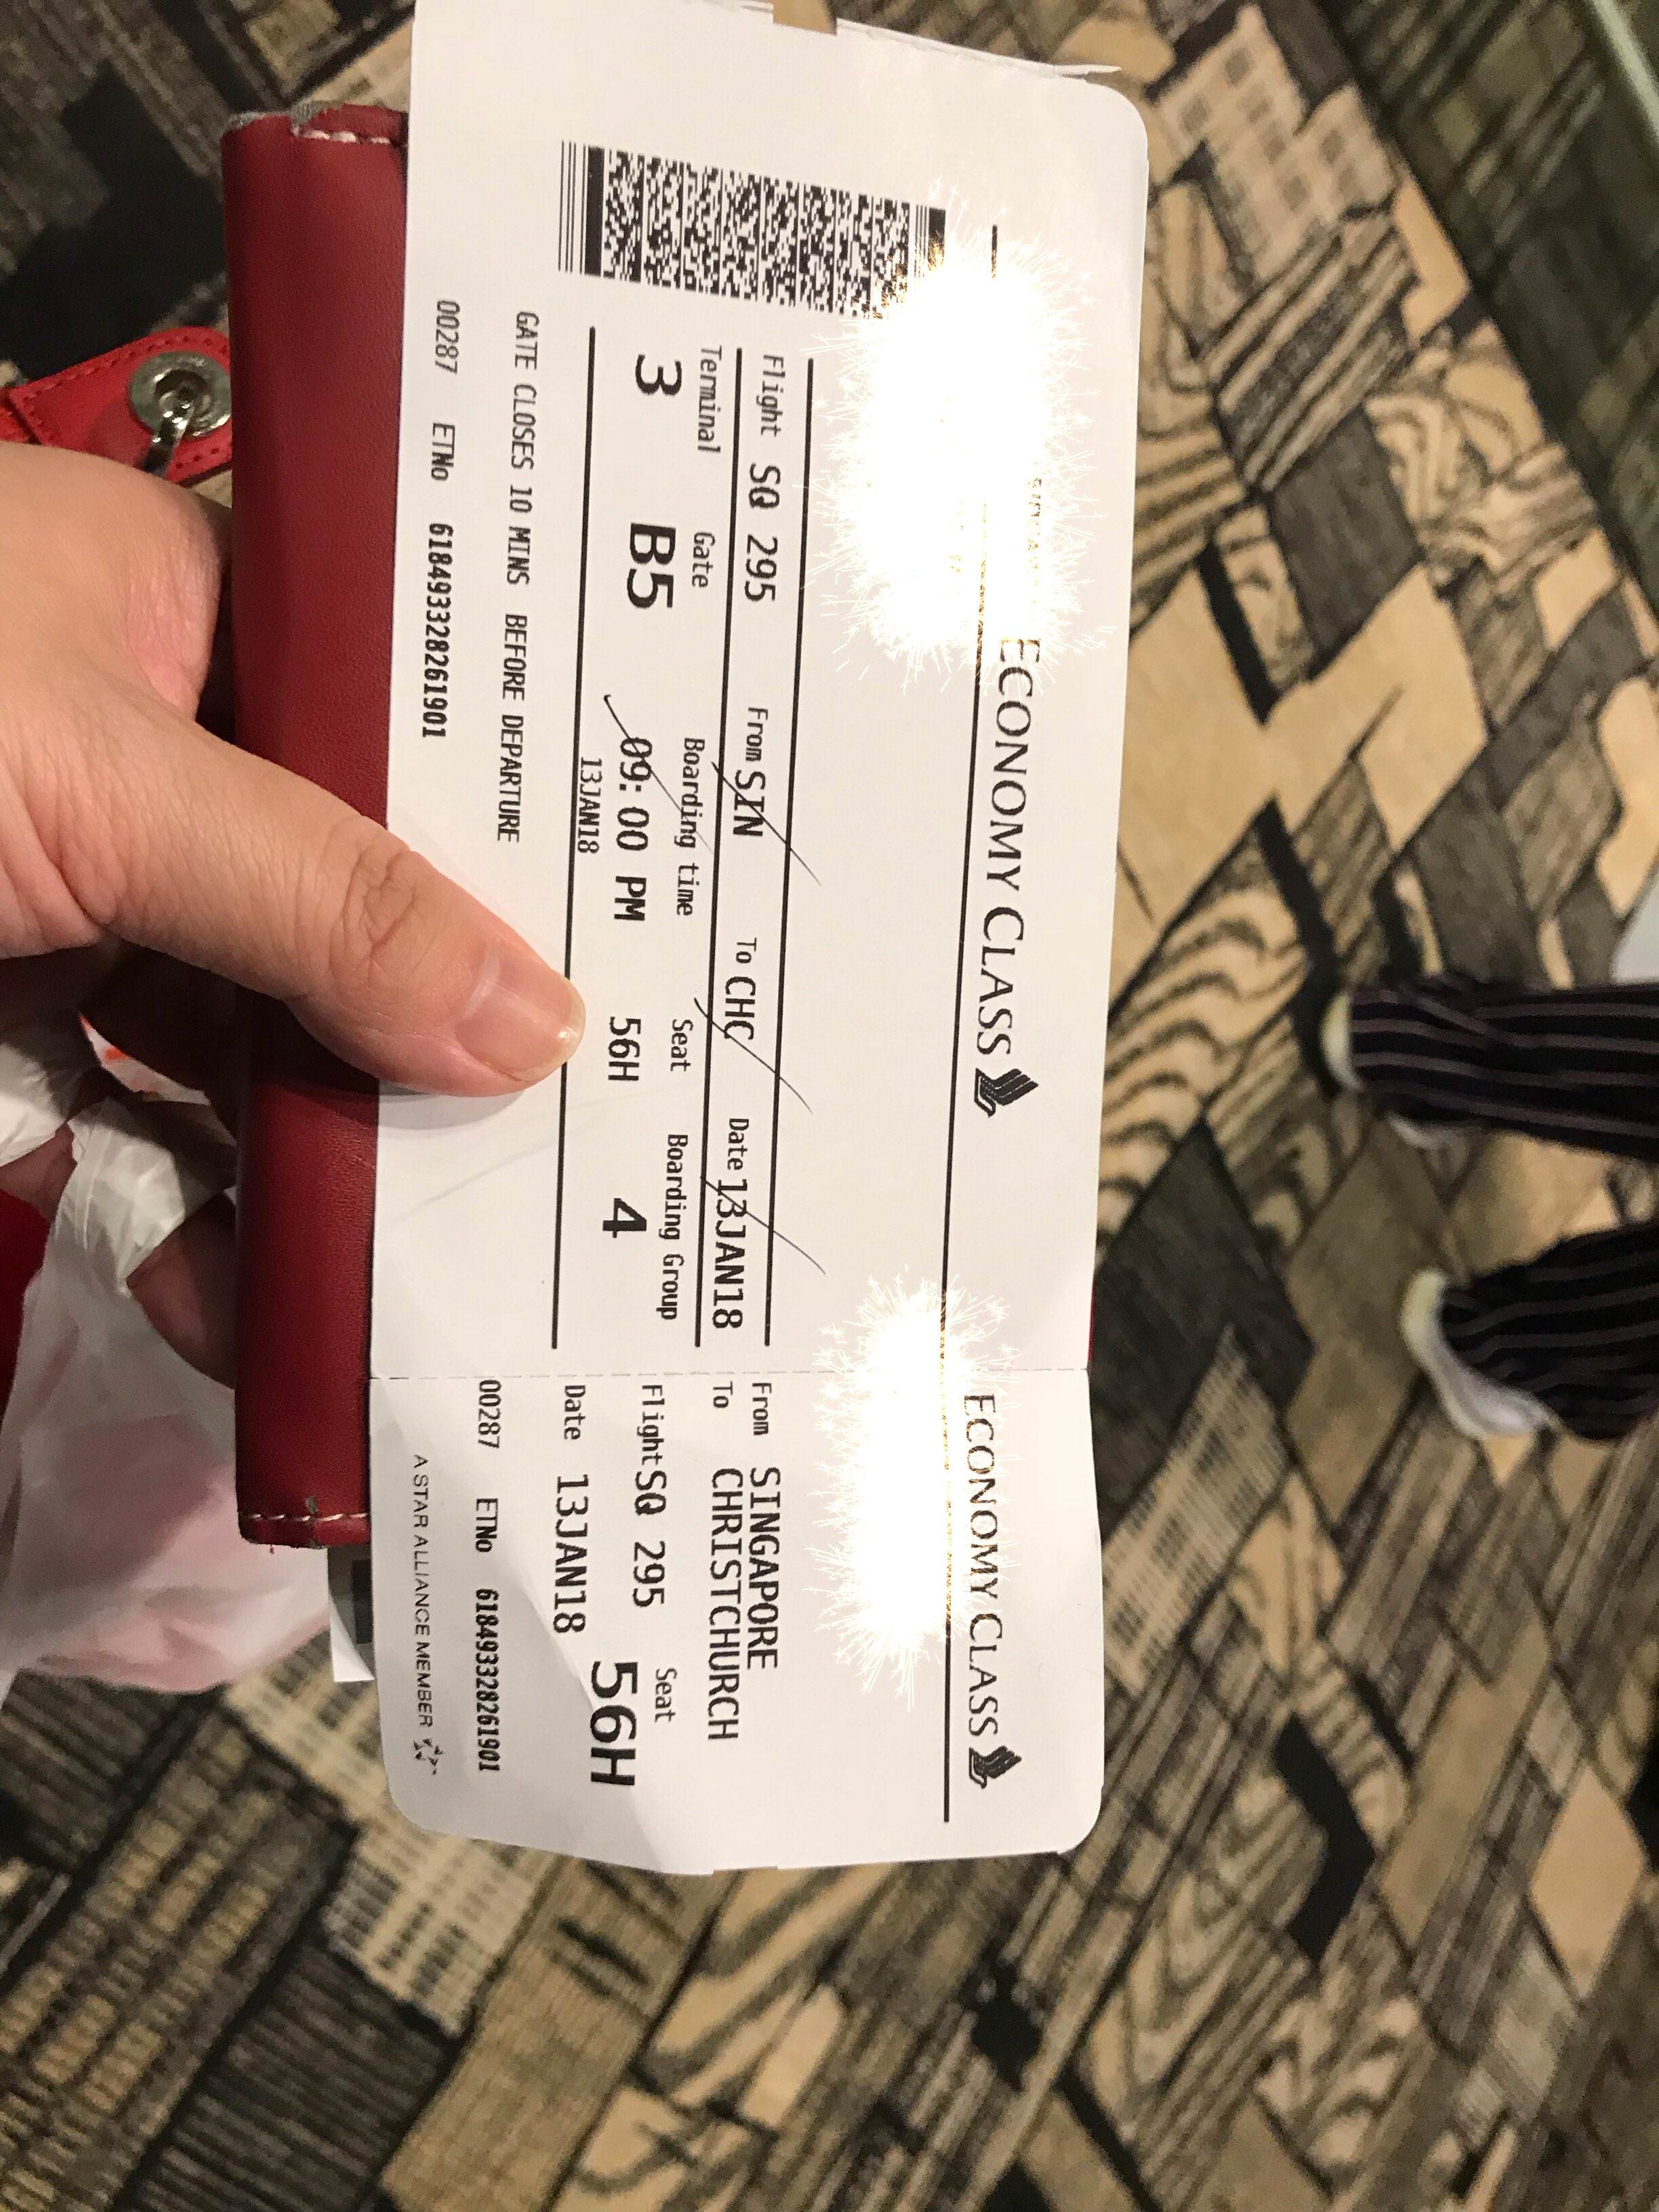 ECONOMY CLASS
Flight SQ 295 From SIN To CHC Date 13JAN18
Terminal Gate Boarding time Seat Boarding Group
3 B5 09:00 PM 56H 4
13JAN18
GATE CLOSES 10 MINS BEFORE DEPARTURE
00287 ETNo 6184933282261901
ECONOMY CLASS
From SINGAPORE
To CHRISTCHURCH
Flight SQ 295 Seat
Date 13JAN18 56H
00287 ETNo 6184933282261901
A STAR ALLIANCE MEMBER